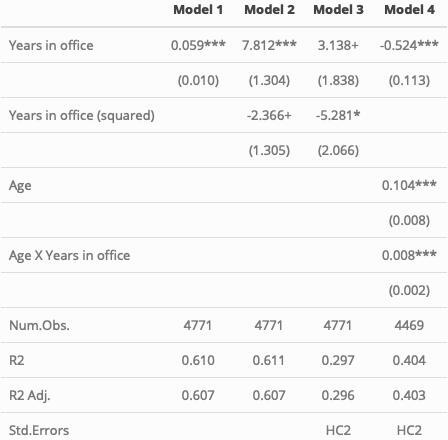 Model 1 Model 2 Model 3 Model 4
Years in office 0.059*** 7.812*** 3.138+ -0.524***
(0.010) (1.304) (1.838) (0.113)
Years in office (squared) -2.366+ -5.281*
(1.305) (2.066)
Age 0.104***
(0.008)
Age X Years in office 0.008***
(0.002)
Num.Obs. 4771 4771 4771 4469
R2 0.610 0.611 0.297 0.404
R2 Adj. 0.607 0.607 0.296 0.403
Std.Errors HC2 HC2